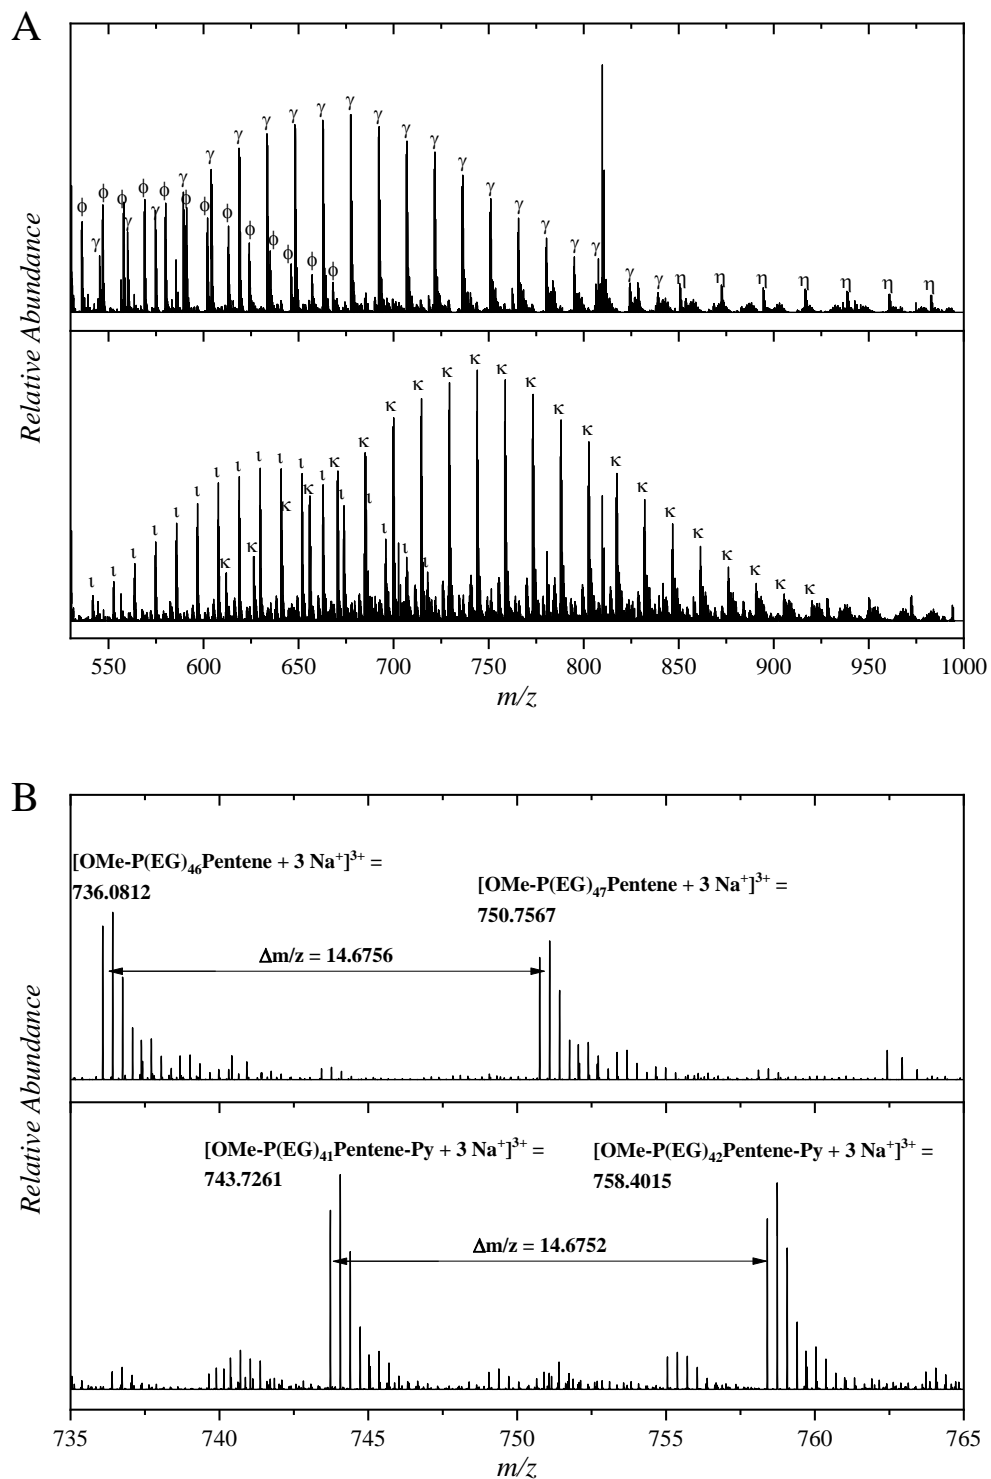 A
ϕ ϕ ϕ ϕ ϕ ϕ ϕ ϕ ϕ ϕ ϕ ϕ ϕ
γ γ γ γ γ γ γ γ γ γ γ γ γ γ γ γ γ γ γ γ γ
η η η η η η η
Relative Abundance
ι ι ι ι ι ι ι ι ι ι ι ι ι ι ι ι
κ κ κ κ κ κ κ κ κ κ κ κ κ κ κ κ κ κ κ κ κ κ
550 600 650 700 750 800 850 900 950 1000
m/z
B
[OMe-P(EG)₄₆Pentene + 3 Na⁺]³⁺ =
736.0812
[OMe-P(EG)₄₇Pentene + 3 Na⁺]³⁺ =
750.7567
Δm/z = 14.6756
Relative Abundance
[OMe-P(EG)₄₁Pentene-Py + 3 Na⁺]³⁺ =
743.7261
[OMe-P(EG)₄₂Pentene-Py + 3 Na⁺]³⁺ =
758.4015
Δm/z = 14.6752
735 740 745 750 755 760 765
m/z